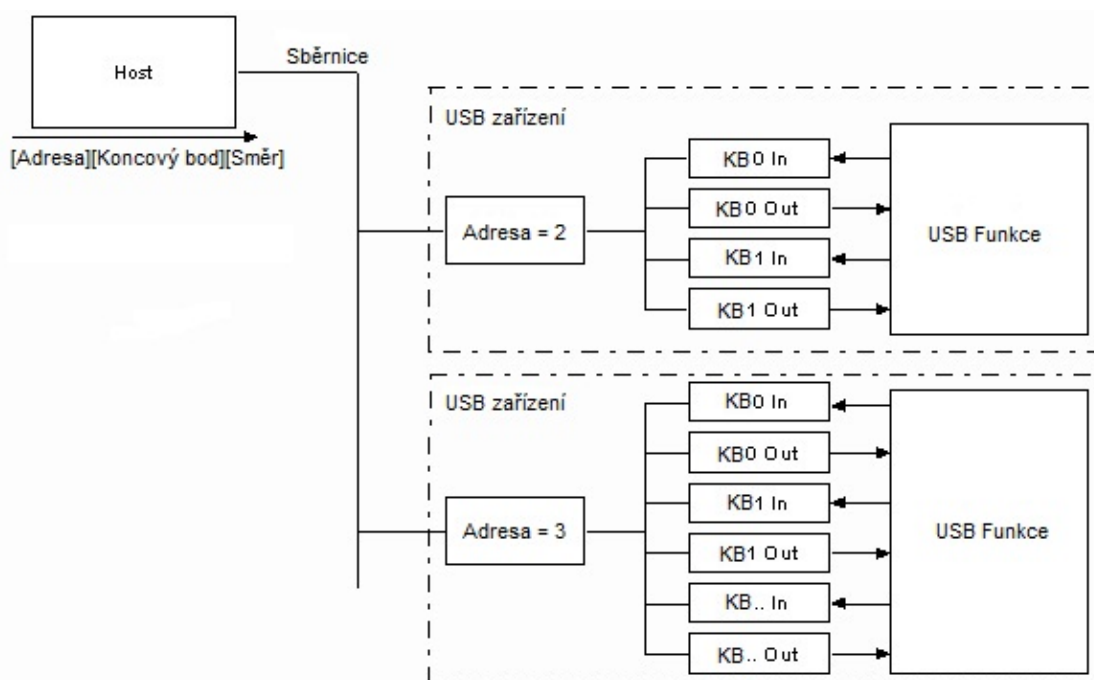 Host
Sběrnice
[Adresa][Koncový bod][Směr]
USB zařízení
Adresa = 2
KB0 In
KB0 Out
KB1 In
KB1 Out
USB Funkce
USB zařízení
Adresa = 3
KB0 In
KB0 Out
KB1 In
KB1 Out
KB.. In
KB.. Out
USB Funkce